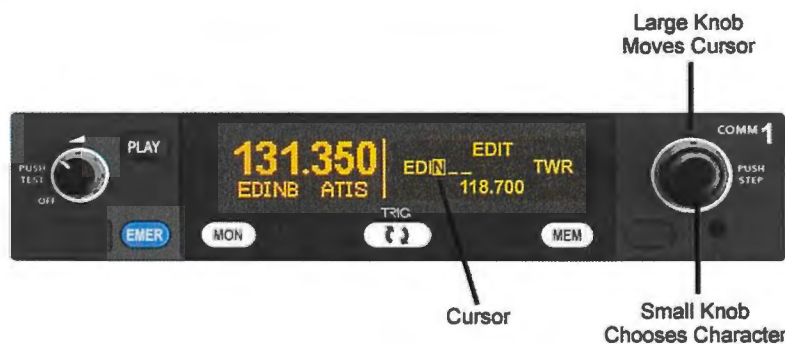 Large Knob
Moves Cursor
COMM 1
PLAY
PUSH
TEST
OFF
131.350
EDINB ATIS
EDIT
EDIN__ TWR
118.700
PUSH
STEP
TRIG
EMER
MON
MEM
Cursor
Small Knob
Chooses Character